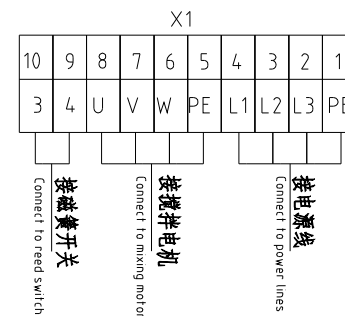 X1
10 9 8 7 6 5 4 3 2 1
3 4 U V W PE L1 L2 L3 PE
接磁簧开关
Connect to reed switch
接搅拌电机
Connect to mixing motor
接电源线
Connect to power lines